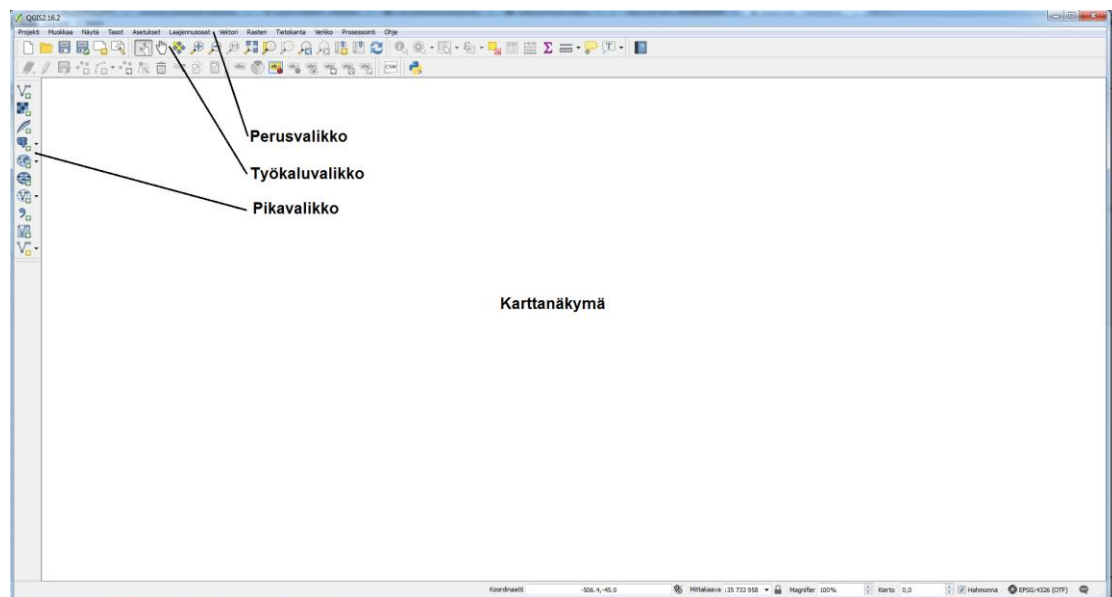 QGIS2.16.2
Projekti Muokkaa Näytä Tasot Asetukset Laajennusosat Vektori Rasteri Tietokanta Verkko Prosessointi Ohje
Perusvalikko
Työkaluvalikko
Pikavalikko
Karttanäkymä
Koordinaatti -506.4,-45.0 Mittakaava :35 733 958 Magnifier 100% Kierto 0,0 Hahmonna EPSG:4326 (OTF)